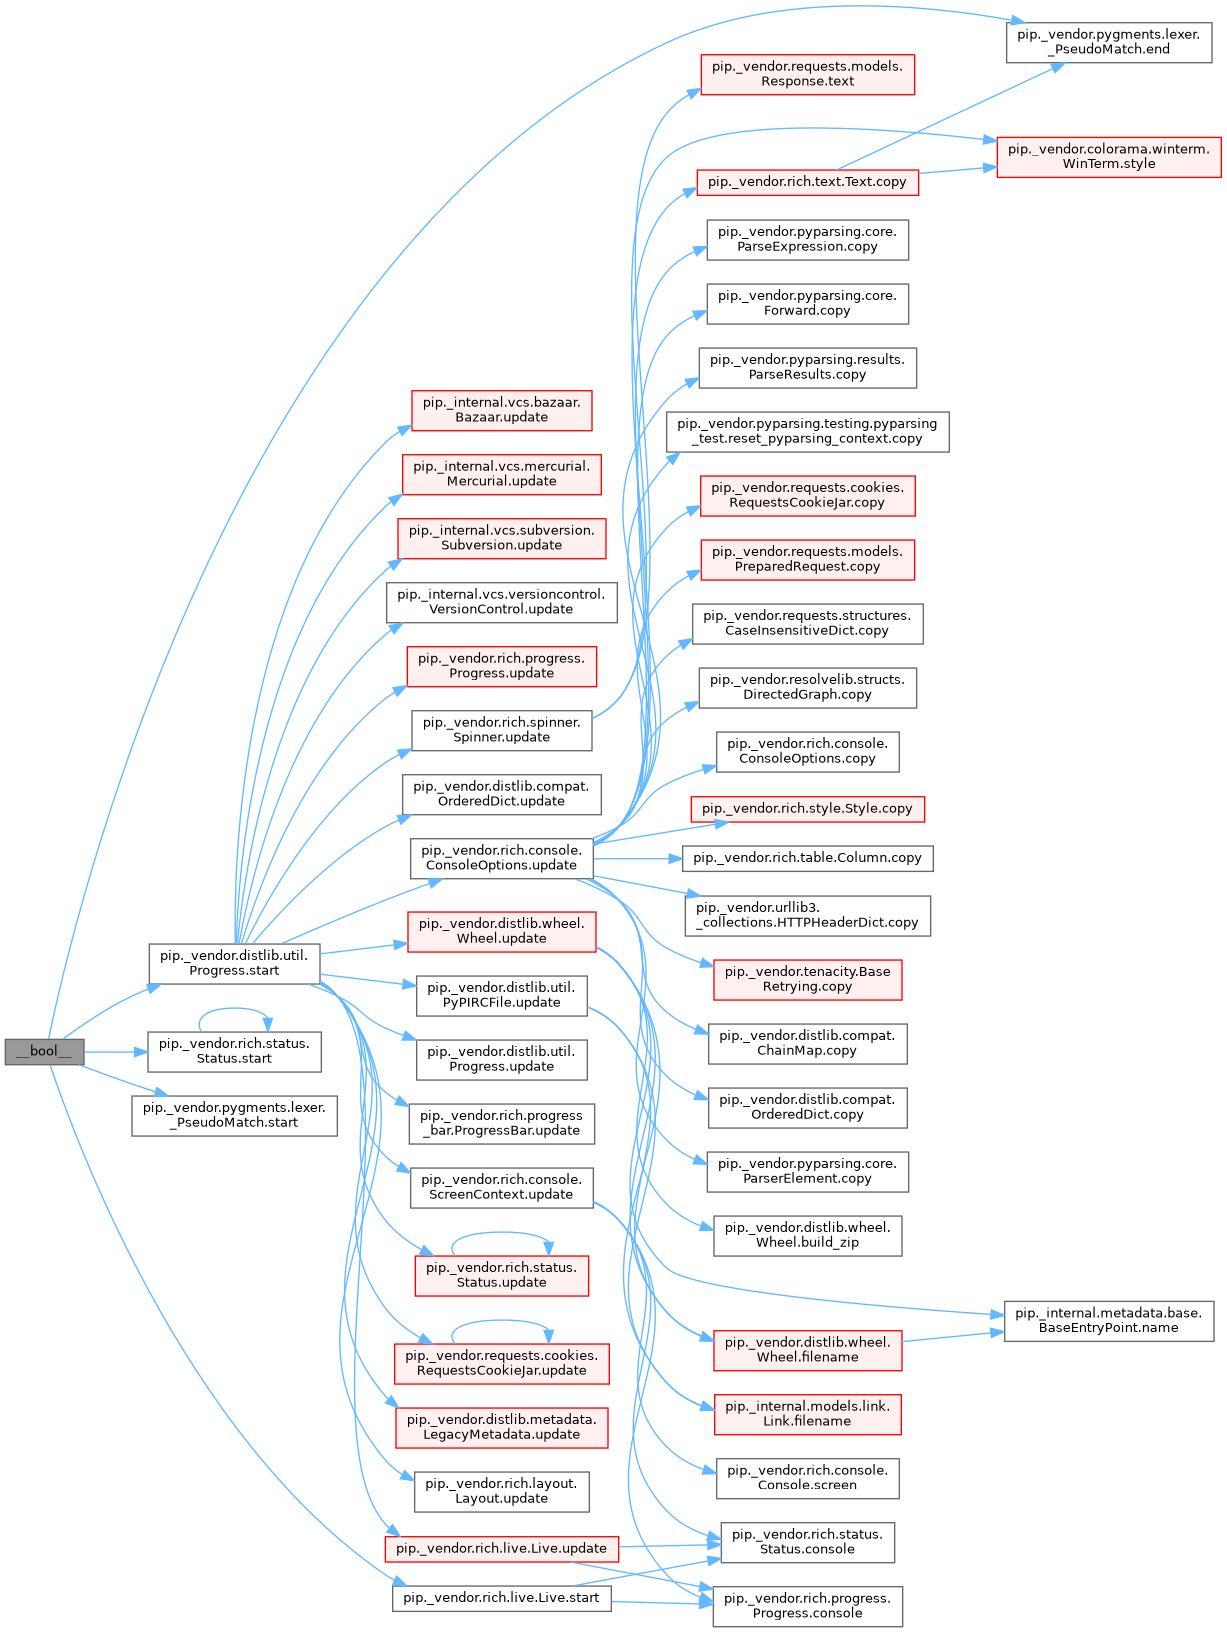 __bool__
pip._vendor.distlib.util.
Progress.start
pip._vendor.rich.status.
Status.start
pip._vendor.pygments.lexer.
_PseudoMatch.start
pip._internal.vcs.bazaar.
Bazaar.update
pip._internal.vcs.mercurial.
Mercurial.update
pip._internal.vcs.subversion.
Subversion.update
pip._internal.vcs.versioncontrol.
VersionControl.update
pip._vendor.rich.progress.
Progress.update
pip._vendor.rich.spinner.
Spinner.update
pip._vendor.distlib.compat.
OrderedDict.update
pip._vendor.rich.console.
ConsoleOptions.update
pip._vendor.distlib.wheel.
Wheel.update
pip._vendor.distlib.util.
PyPIRCFile.update
pip._vendor.distlib.util.
Progress.update
pip._vendor.rich.progress
_bar.ProgressBar.update
pip._vendor.rich.console.
ScreenContext.update
pip._vendor.rich.status.
Status.update
pip._vendor.requests.cookies.
RequestsCookieJar.update
pip._vendor.distlib.metadata.
LegacyMetadata.update
pip._vendor.rich.layout.
Layout.update
pip._vendor.rich.live.Live.update
pip._vendor.rich.live.Live.start
pip._vendor.requests.models.
Response.text
pip._vendor.rich.text.Text.copy
pip._vendor.pyparsing.core.
ParseExpression.copy
pip._vendor.pyparsing.core.
Forward.copy
pip._vendor.pyparsing.results.
ParseResults.copy
pip._vendor.pyparsing.testing.pyparsing
_test.reset_pyparsing_context.copy
pip._vendor.requests.cookies.
RequestsCookieJar.copy
pip._vendor.requests.models.
PreparedRequest.copy
pip._vendor.requests.structures.
CaseInsensitiveDict.copy
pip._vendor.resolvelib.structs.
DirectedGraph.copy
pip._vendor.rich.console.
ConsoleOptions.copy
pip._vendor.rich.style.Style.copy
pip._vendor.rich.table.Column.copy
pip._vendor.urllib3.
_collections.HTTPHeaderDict.copy
pip._vendor.tenacity.Base
Retrying.copy
pip._vendor.distlib.compat.
ChainMap.copy
pip._vendor.distlib.compat.
OrderedDict.copy
pip._vendor.pyparsing.core.
ParserElement.copy
pip._vendor.distlib.wheel.
Wheel.build_zip
pip._vendor.distlib.wheel.
Wheel.filename
pip._internal.models.link.
Link.filename
pip._vendor.rich.console.
Console.screen
pip._vendor.rich.status.
Status.console
pip._vendor.rich.progress.
Progress.console
pip._vendor.pygments.lexer.
_PseudoMatch.end
pip._vendor.colorama.winterm.
WinTerm.style
pip._internal.metadata.base.
BaseEntryPoint.name